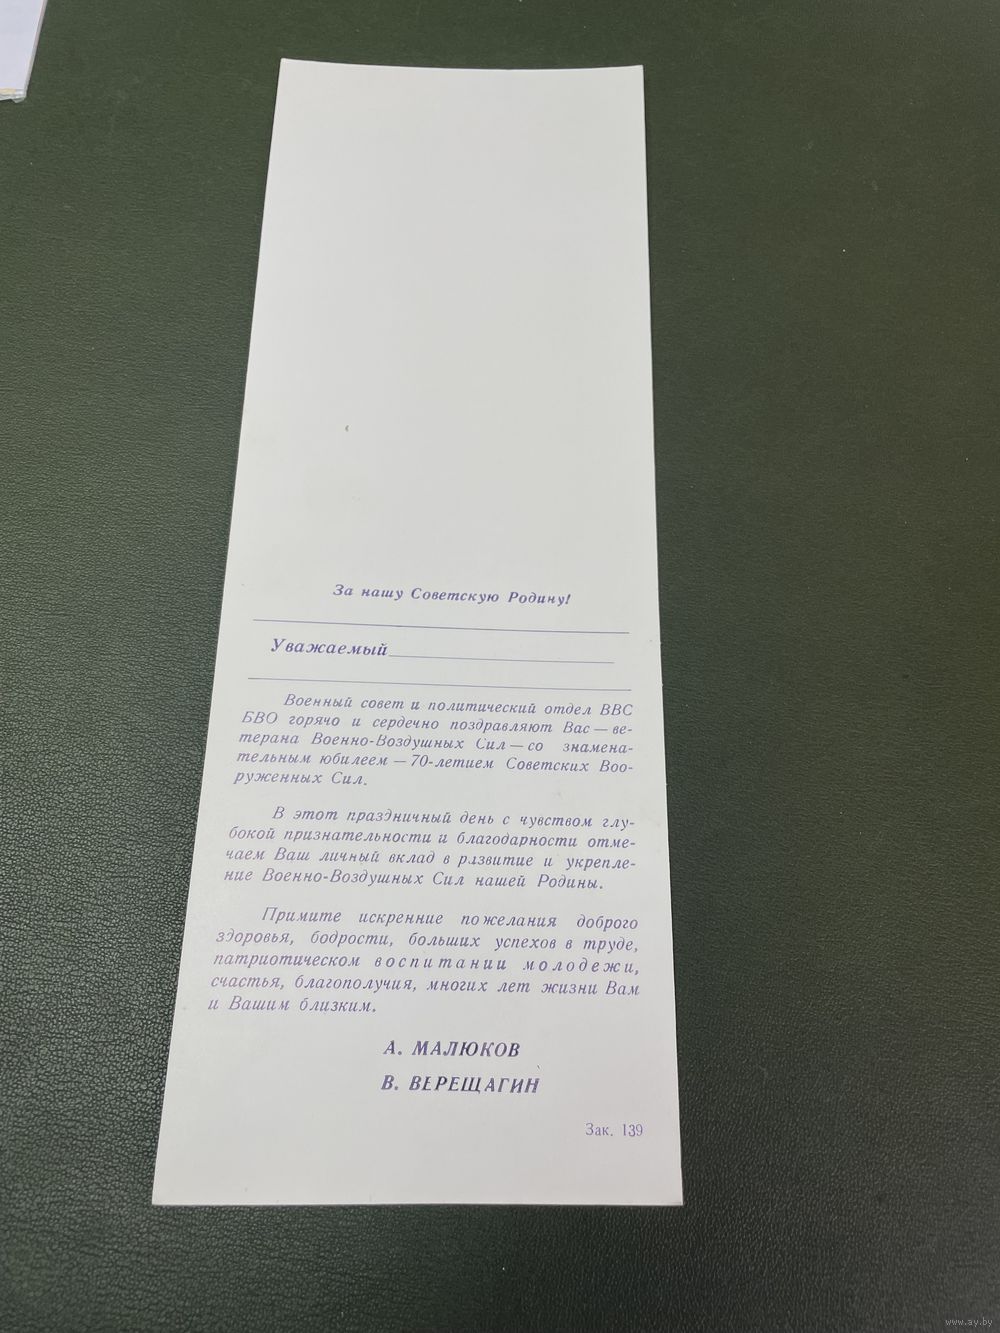 За нашу Советскую Родину!
Уважаемый
Военный совет и политический отдел ВВС
БВО горячо и сердечно поздравляют Вас — ве-
терана Военно-Воздушных Сил — со знамена-
тельным юбилеем — 70-летием Советских Воо-
руженных Сил.
В этот праздничный день с чувством глу-
бокой признательности и благодарности отме-
чаем Ваш личный вклад в развитие и укрепле-
ние Военно-Воздушных Сил нашей Родины.
Примите искренние пожелания доброго
здоровья, бодрости, больших успехов в труде,
патриотическом воспитании молодежи,
счастья, благополучия, многих лет жизни Вам
и Вашим близким.
А. МАЛЮКОВ
В. ВЕРЕЩАГИН
Зак. 139
www.ay.by